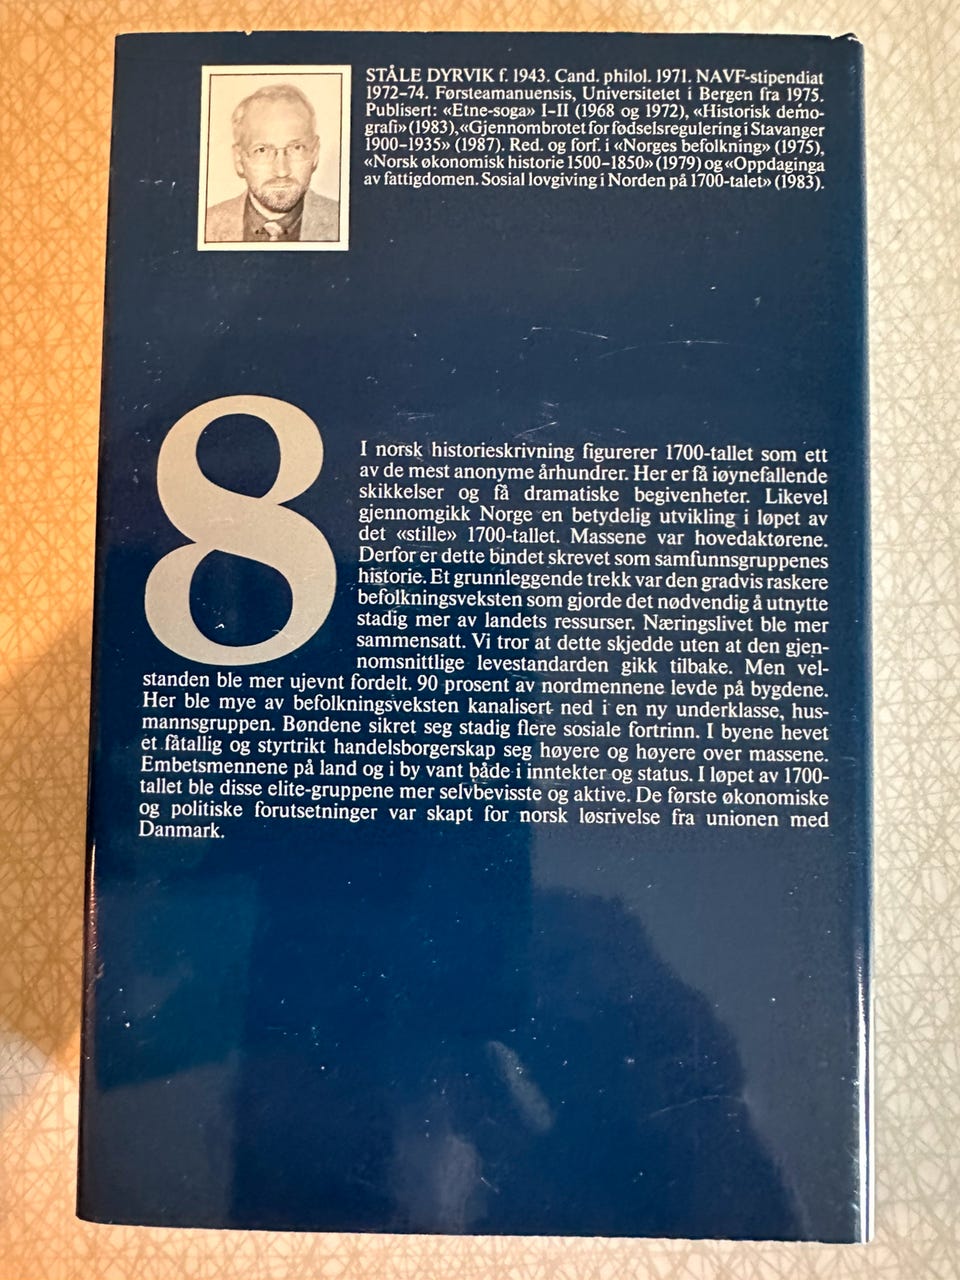 STÅLE DYRVIK f. 1943. Cand. philol. 1971. NAVF-stipendiat
1972–74. Førsteamanuensis, Universitetet i Bergen fra 1975.
Publisert: «Etne-soga» I–II (1968 og 1972), «Historisk demo-
grafi» (1983), «Gjennombrotet for fødselsregulering i Stavanger
1900–1935» (1987). Red. og forf. i «Norges befolkning» (1975),
«Norsk økonomisk historie 1500–1850» (1979) og «Oppdaginga
av fattigdomen. Sosial lovgiving i Norden på 1700-talet» (1983).
8
I norsk historieskrivning figurerer 1700-tallet som ett
av de mest anonyme århundrer. Her er få iøynefallende
skikkelser og få dramatiske begivenheter. Likevel
gjennomgikk Norge en betydelig utvikling i løpet av
det «stille» 1700-tallet. Massene var hovedaktørene.
Derfor er dette bindet skrevet som samfunnsgruppenes
historie. Et grunnleggende trekk var den gradvis raskere
befolkningsveksten som gjorde det nødvendig å utnytte
stadig mer av landets ressurser. Næringslivet ble mer
sammensatt. Vi tror at dette skjedde uten at den gjen-
nomsnittlige levestandarden gikk tilbake. Men vel-
standen ble mer ujevnt fordelt. 90 prosent av nordmennene levde på bygdene.
Her ble mye av befolkningsveksten kanalisert ned i en ny underklasse, hus-
mannsgruppen. Bøndene sikret seg stadig flere sosiale fortrinn. I byene hevet
et fåtallig og styrtrikt handelsborgerskap seg høyere og høyere over massene.
Embetsmennene på land og i by vant både i inntekter og status. I løpet av 1700-
tallet ble disse elite-gruppene mer selvbevisste og aktive. De første økonomiske
og politiske forutsetninger var skapt for norsk løsrivelse fra unionen med
Danmark.